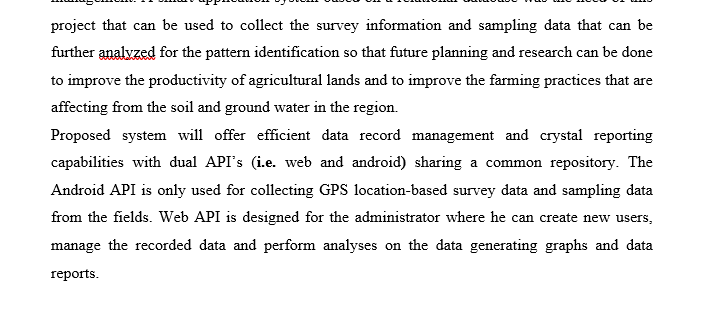 project that can be used to collect the survey information and sampling data that can be
further analyzed for the pattern identification so that future planning and research can be done
to improve the productivity of agricultural lands and to improve the farming practices that are
affecting from the soil and ground water in the region.
Proposed system will offer efficient data record management and crystal reporting
capabilities with dual API's (i.e. web and android) sharing a common repository. The
Android API is only used for collecting GPS location-based survey data and sampling data
from the fields. Web API is designed for the administrator where he can create new users,
manage the recorded data and perform analyses on the data generating graphs and data
reports.